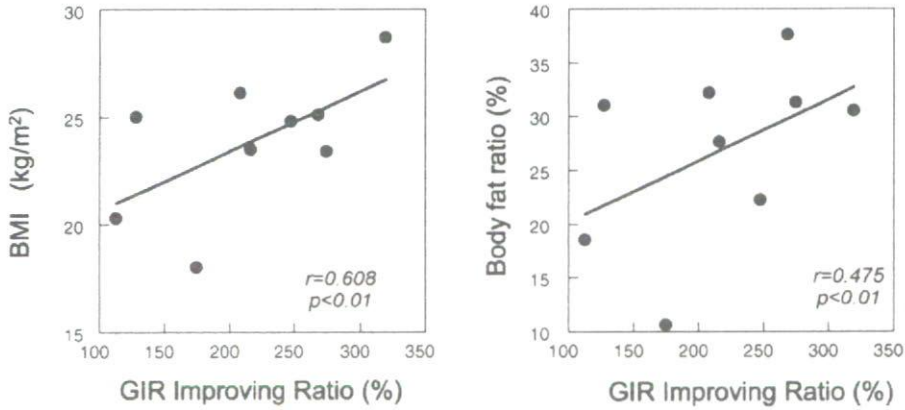 BMI (kg/m²)
30
25
20
15
r=0.608
p<0.01
100 150 200 250 300 350
GIR Improving Ratio (%)
Body fat ratio (%)
40
35
30
25
20
15
10
r=0.475
p<0.01
100 150 200 250 300 350
GIR Improving Ratio (%)